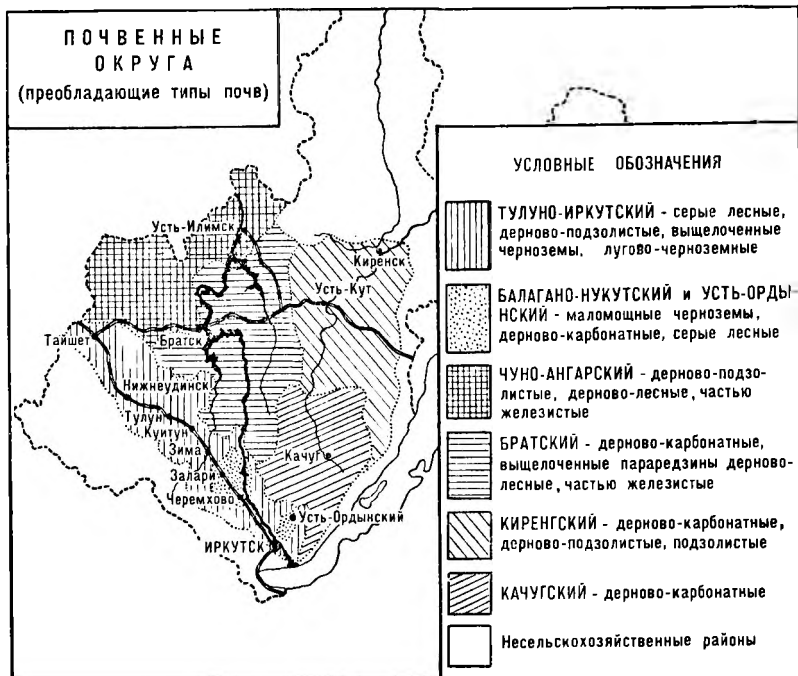 ПОЧВЕННЫЕ
ОКРУГА
(преобладающие типы почв)
Усть-Илимск
Киренск
Усть-Кут
Тайшет
Братск
Нижнеудинск
Тулун
Куитун
Зима
Залари
Черемхово
Качуг
Усть-Ордынский
ИРКУТСК
УСЛОВНЫЕ ОБОЗНАЧЕНИЯ
ТУЛУНО-ИРКУТСКИЙ - серые лесные,
дерново-подзолистые, выщелоченные
черноземы, лугово-черноземные
БАЛАГАНО-НУКУТСКИЙ и УСТЬ-ОРДЫ-
НСКИЙ - маломощные черноземы,
дерново-карбонатные, серые лесные
ЧУНО-АНГАРСКИЙ - дерново-подзо-
листые, дерново-лесные, частью
железистые
БРАТСКИЙ - дерново-карбонатные,
выщелоченные параредзины дерново-
лесные, частью железистые
КИРЕНГСКИЙ - дерново-карбонатные,
дерново-подзолистые, подзолистые
КАЧУГСКИЙ - дерново-карбонатные
Несельскохозяйственные районы